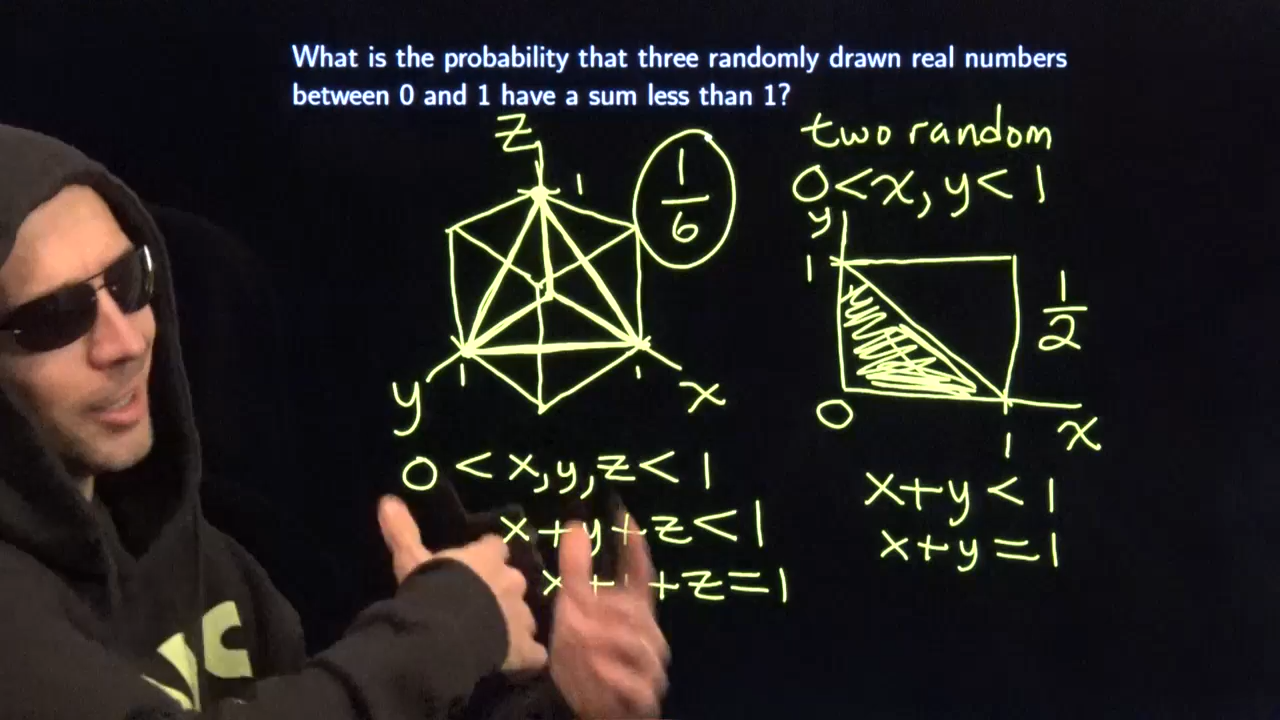 What is the probability that three randomly drawn real numbers
between 0 and 1 have a sum less than 1?
z
1
1/6
y
1
1
x
0 < x, y, z < 1
x + y + z < 1
+ z = 1
two random
0 < x, y < 1
y
1
1/2
0
1
x
x + y < 1
x + y = 1